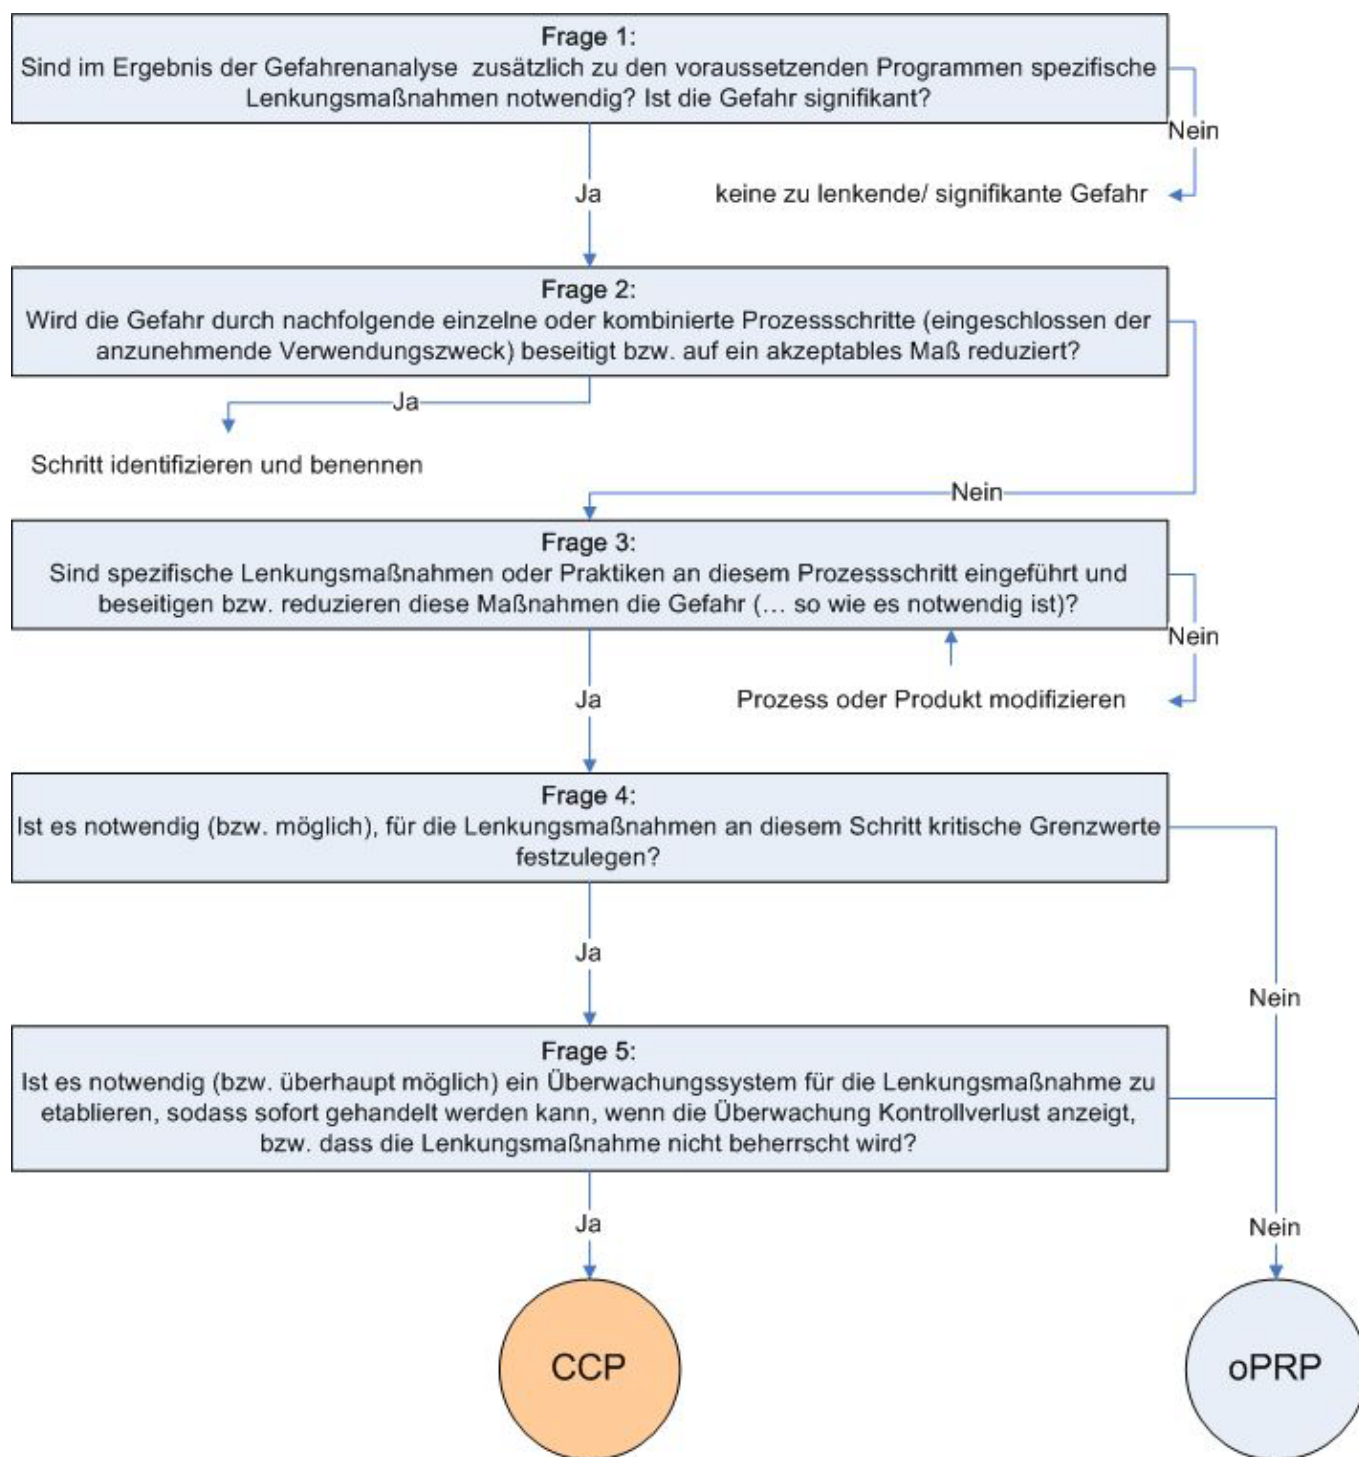 Frage 1:
Sind im Ergebnis der Gefahrenanalyse zusätzlich zu den voraussetzenden Programmen spezifische
Lenkungsmaßnahmen notwendig? Ist die Gefahr signifikant?
Nein
Ja
keine zu lenkende/ signifikante Gefahr
Frage 2:
Wird die Gefahr durch nachfolgende einzelne oder kombinierte Prozessschritte (eingeschlossen der
anzunehmende Verwendungszweck) beseitigt bzw. auf ein akzeptables Maß reduziert?
Ja
Schritt identifizieren und benennen
Nein
Frage 3:
Sind spezifische Lenkungsmaßnahmen oder Praktiken an diesem Prozessschritt eingeführt und
beseitigen bzw. reduzieren diese Maßnahmen die Gefahr (… so wie es notwendig ist)?
Nein
Ja
Prozess oder Produkt modifizieren
Frage 4:
Ist es notwendig (bzw. möglich), für die Lenkungsmaßnahmen an diesem Schritt kritische Grenzwerte
festzulegen?
Ja
Nein
Frage 5:
Ist es notwendig (bzw. überhaupt möglich) ein Überwachungssystem für die Lenkungsmaßnahme zu
etablieren, sodass sofort gehandelt werden kann, wenn die Überwachung Kontrollverlust anzeigt,
bzw. dass die Lenkungsmaßnahme nicht beherrscht wird?
Ja
Nein
CCP
oPRP